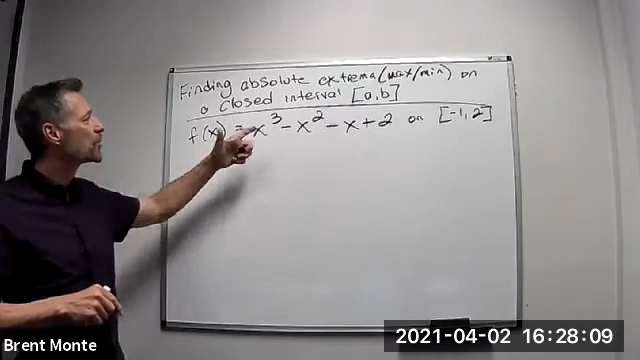 Finding absolute extrema (max/min) on
a closed interval [a,b]
f(x) = x³ - x² - x + 2 on [-1, 2]
Brent Monte
2021-04-02 16:28:09